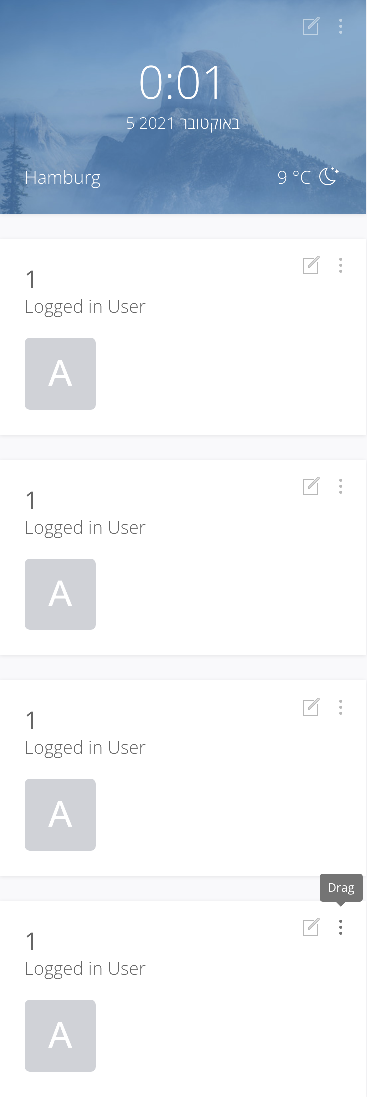 0:01
5 באוקטובר 2021
Hamburg
9 °C
1
Logged in User
A
1
Logged in User
A
1
Logged in User
A
Drag
1
Logged in User
A